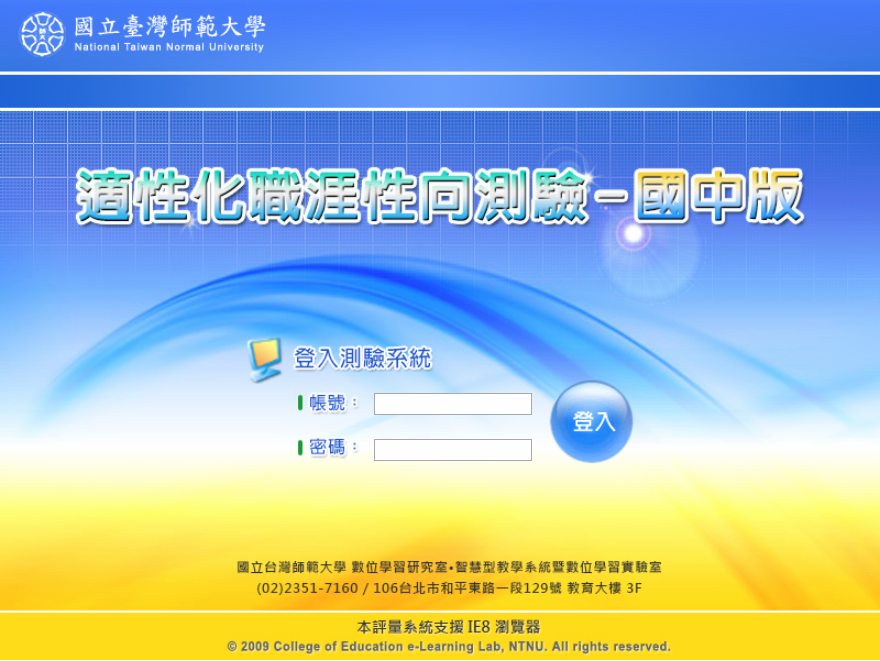 國立臺灣師範大學
National Taiwan Normal University
適性化職涯性向測驗－國中版
登入測驗系統
帳號：
登入
密碼：
國立台灣師範大學 數位學習研究室•智慧型教學系統暨數位學習實驗室
(02)2351-7160 / 106台北市和平東路一段129號 教育大樓 3F
本評量系統支援 IE8 瀏覽器
© 2009 College of Education e-Learning Lab, NTNU. All rights reserved.